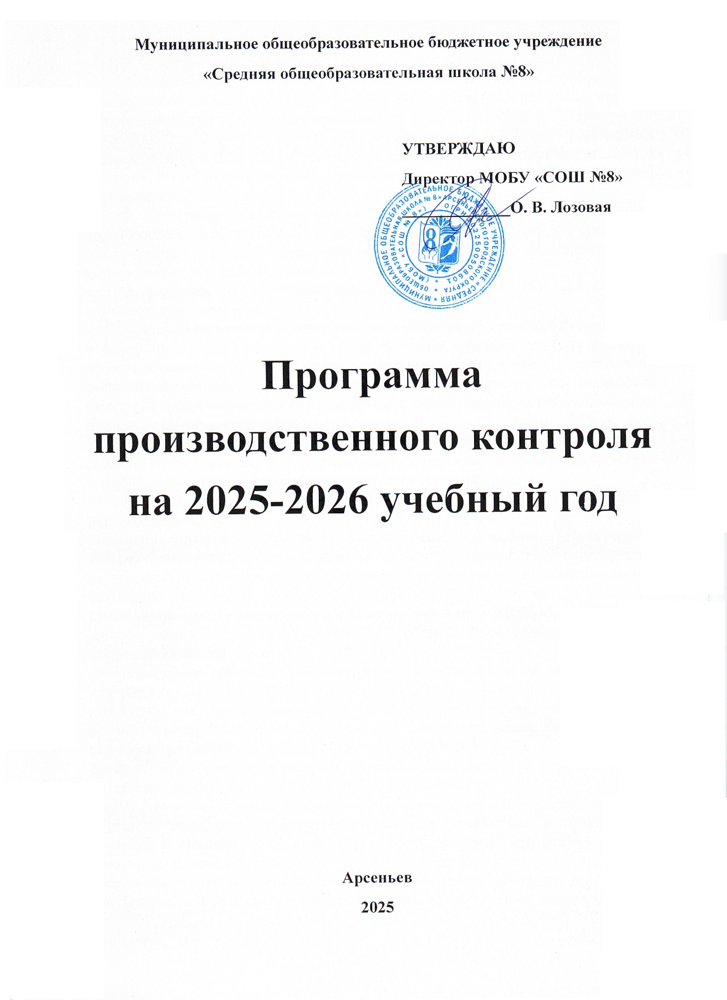 Муниципальное общеобразовательное бюджетное учреждение
«Средняя общеобразовательная школа №8»
УТВЕРЖДАЮ
Директор МОБУ «СОШ №8»
О. В. Лозовая
* МУНИЦИПАЛЬНОЕ ОБЩЕОБРАЗОВАТЕЛЬНОЕ БЮДЖЕТНОЕ УЧРЕЖДЕНИЕ «СРЕДНЯЯ
* ОБЩЕОБРАЗОВАТЕЛЬНАЯ ШКОЛА № 8» АРСЕНЬЕВСКОГО ГОРОДСКОГО ОКРУГА
* (МОБУ «СОШ № 8») ОГРН 1022500508601
8
Программа
производственного контроля
на 2025-2026 учебный год
Арсеньев
2025